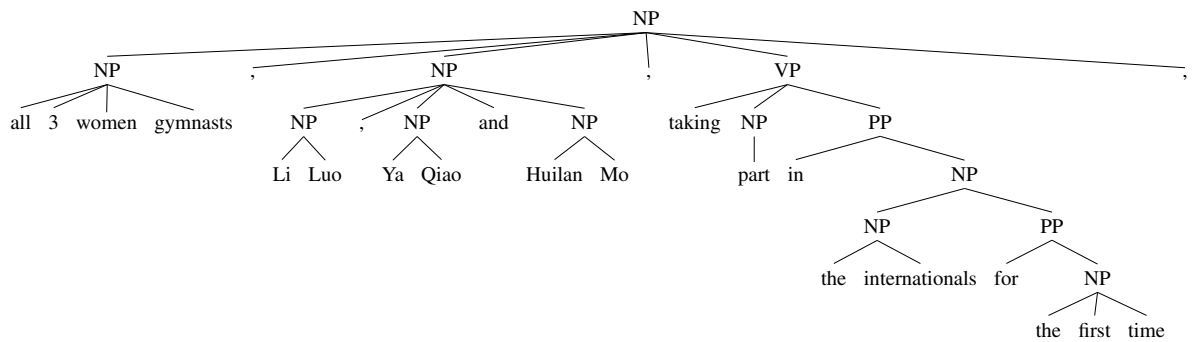 NP
NP , NP , VP ,
all 3 women gymnasts NP , NP and NP taking NP PP
Li Luo Ya Qiao Huilan Mo part in NP
NP PP
the internationals for NP
the first time